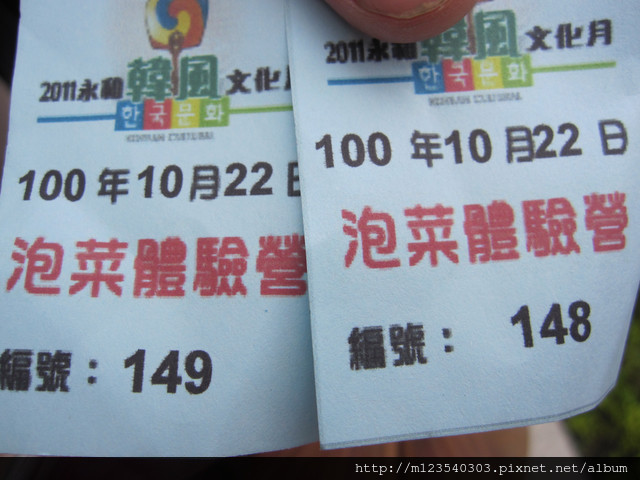 2011永和韓風文化月
한국문화
100年10月22日
泡菜體驗營
編號：149
2011永和韓風文化月
한국문화
100年10月22日
泡菜體驗營
編號：148
http://m123540303.pixnet.net/album